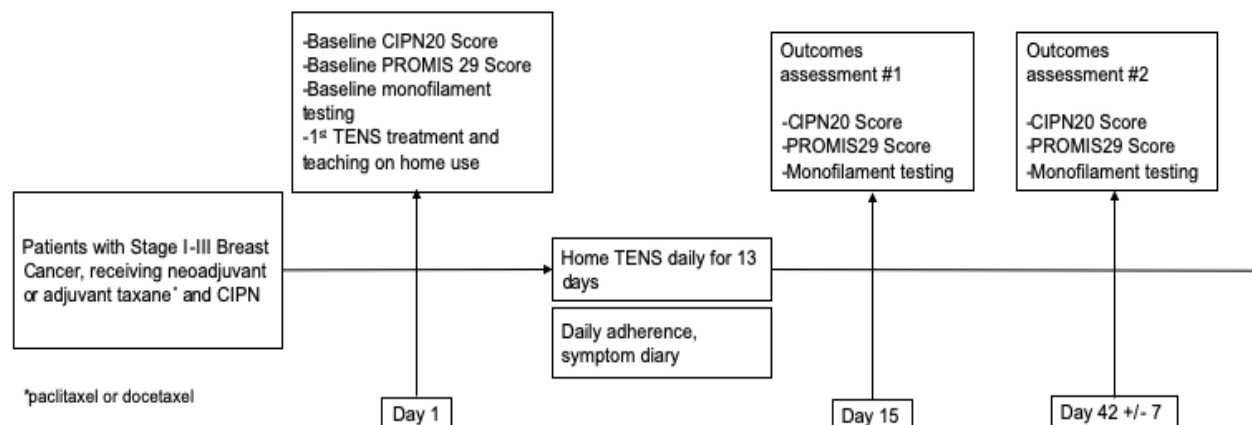 Patients with Stage I-III Breast
Cancer, receiving neoadjuvant
or adjuvant taxane* and CIPN
*paclitaxel or docetaxel
-Baseline CIPN20 Score
-Baseline PROMIS 29 Score
-Baseline monofilament
testing
-1st TENS treatment and
teaching on home use
Day 1
Home TENS daily for 13
days
Daily adherence,
symptom diary
Outcomes
assessment #1
-CIPN20 Score
-PROMIS29 Score
-Monofilament testing
Day 15
Outcomes
assessment #2
-CIPN20 Score
-PROMIS29 Score
-Monofilament testing
Day 42 +/- 7